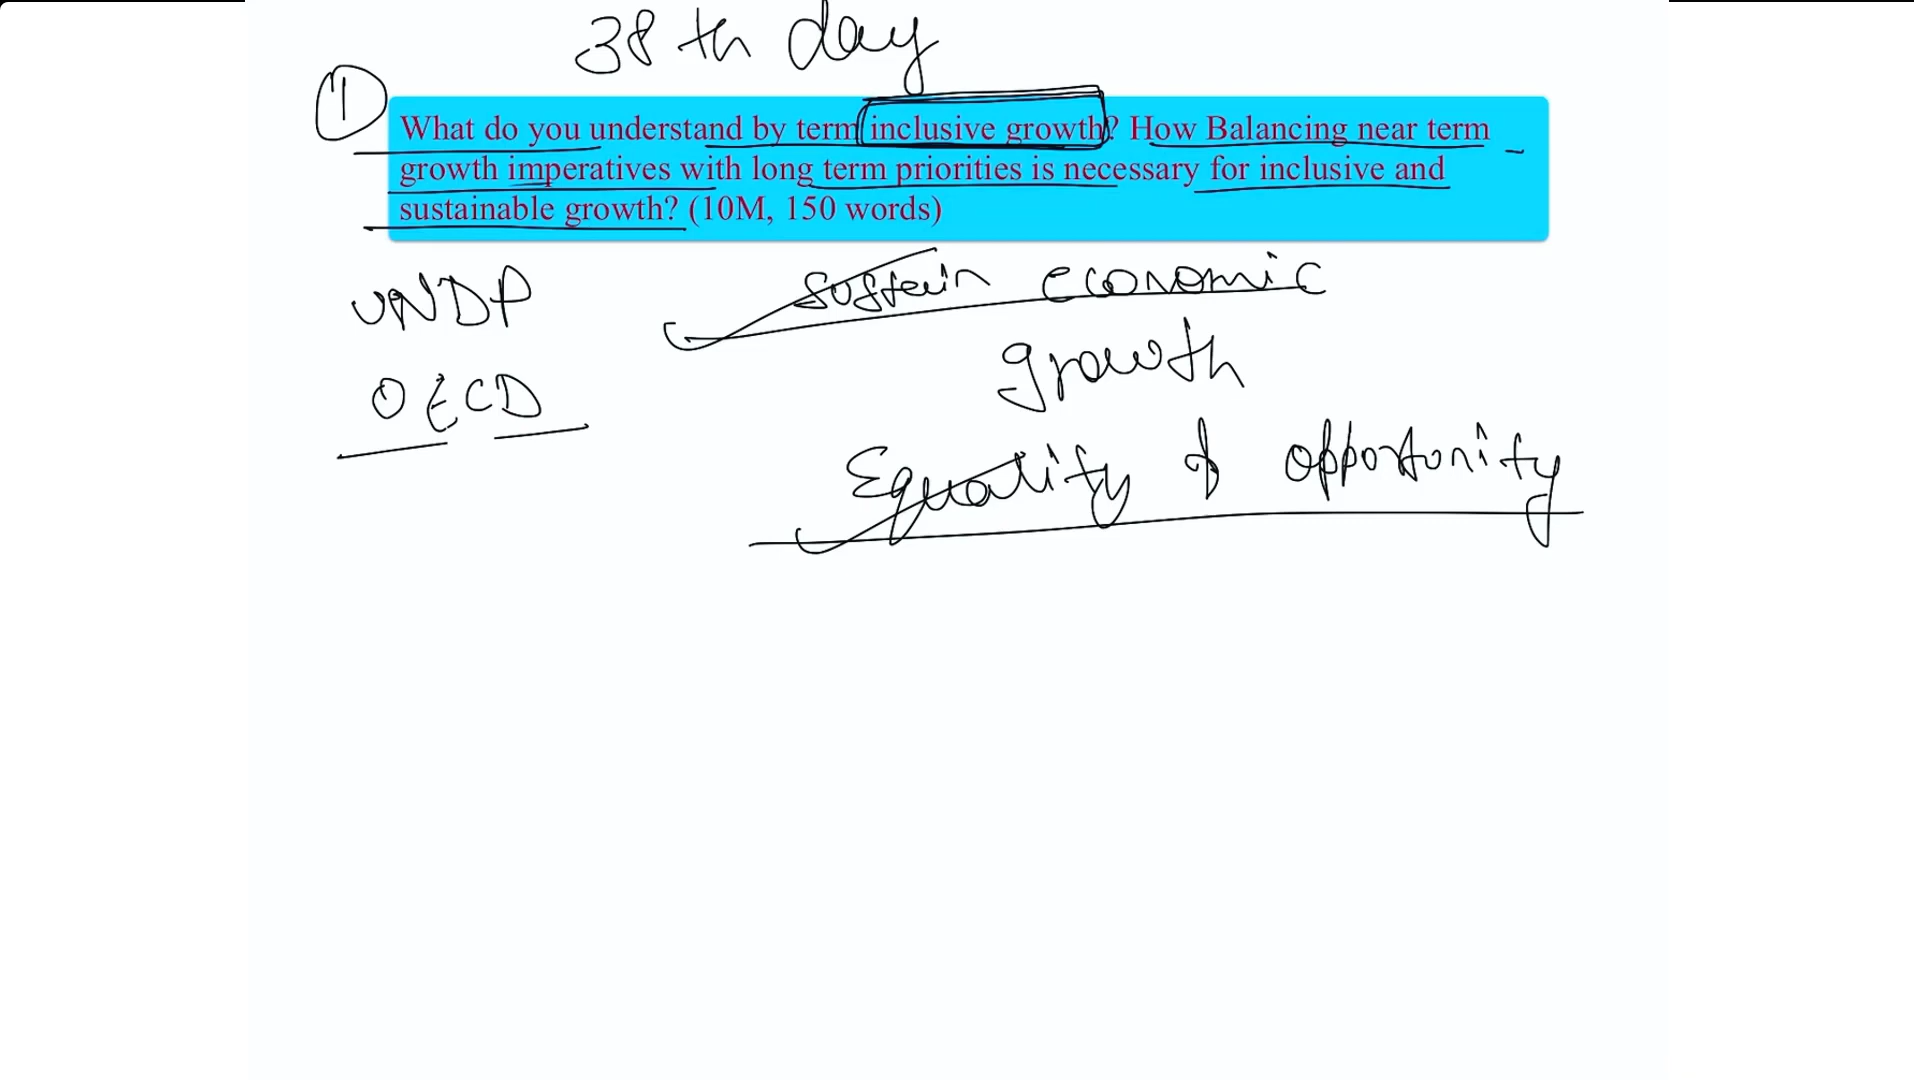 38 th day
1
What do you understand by term inclusive growth? How Balancing near term
growth imperatives with long term priorities is necessary for inclusive and
sustainable growth? (10M, 150 words)
UNDP
OECD
sustain economic
growth
Equality of opportunity